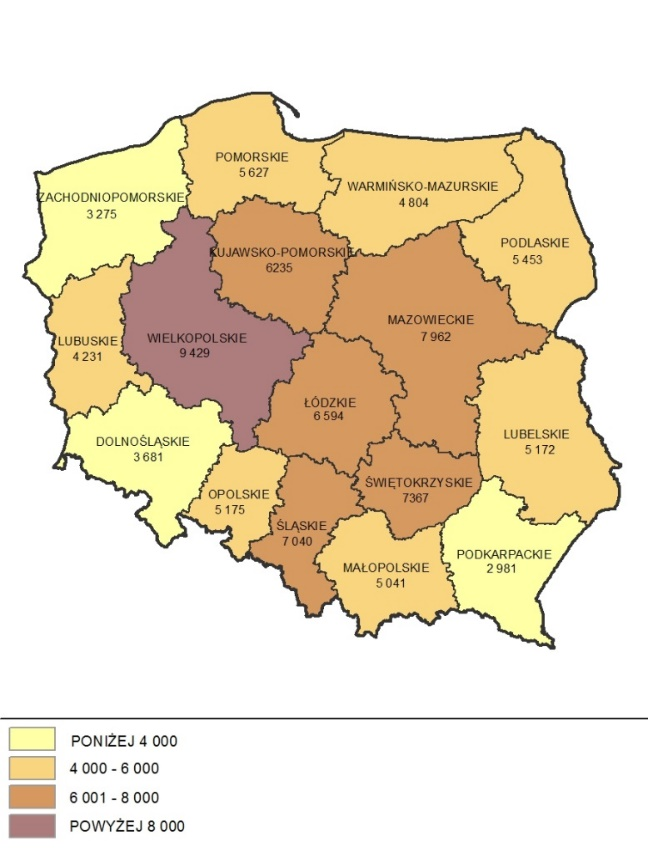 POMORSKIE
5 627
WARMIŃSKO-MAZURSKIE
4 804
ZACHODNIOPOMORSKIE
3 275
PODLASKIE
5 453
KUJAWSKO-POMORSKIE
6235
MAZOWIECKIE
7 962
WIELKOPOLSKIE
9 429
LUBUSKIE
4 231
ŁÓDZKIE
6 594
LUBELSKIE
5 172
DOLNOŚLĄSKIE
3 681
ŚWIĘTOKRZYSKIE
7367
OPOLSKIE
5 175
ŚLĄSKIE
7 040
PODKARPACKIE
2 981
MAŁOPOLSKIE
5 041
PONIŻEJ 4 000
4 000 - 6 000
6 001 - 8 000
POWYŻEJ 8 000